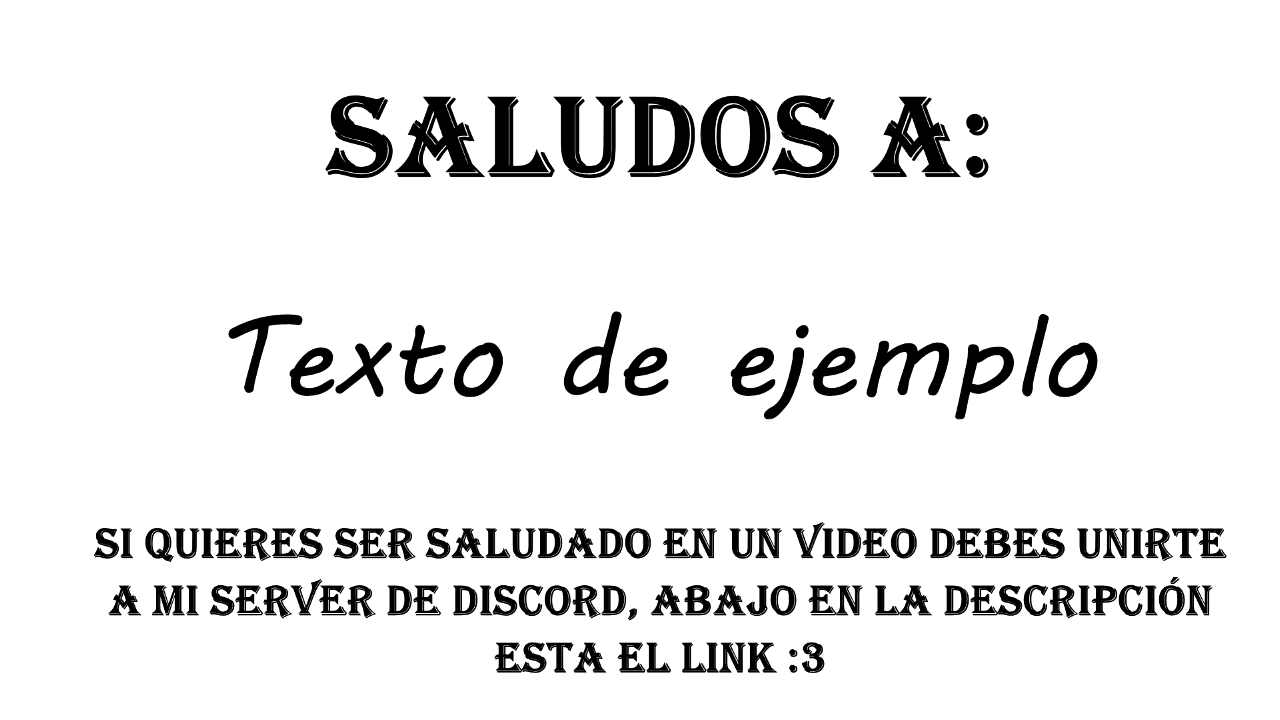 SALUDOS A:
Texto de ejemplo
SI QUIERES SER SALUDADO EN UN VIDEO DEBES UNIRTE
A MI SERVER DE DISCORD, ABAJO EN LA DESCRIPCIÓN
ESTA EL LINK :3